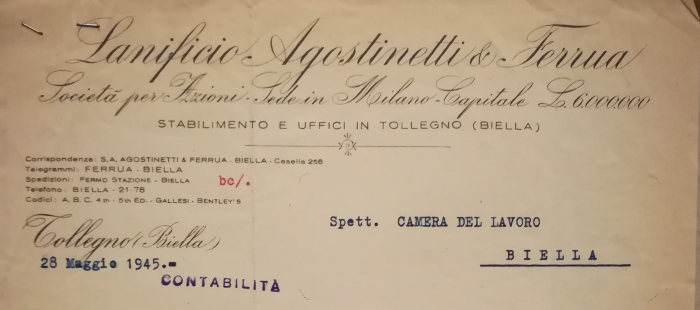 Lanificio Agostinetti & Ferrua
Società per Azioni - Sede in Milano - Capitale L. 6.000.000
STABILIMENTO E UFFICI IN TOLLEGNO (BIELLA)
Corrispondenza: S.A. AGOSTINETTI & FERRUA - BIELLA - Casella 256
Telegrammi: FERRUA - BIELLA
Spedizioni: FERMO STAZIONE - BIELLA bc/.
Telefono: BIELLA - 21-78
Codici: A, B, C, 4th - 5th ED. - GALLESI - BENTLEY'S
Spett. CAMERA DEL LAVORO
Tollegno (Biella)
BIELLA
28 Maggio 1945.=
CONTABILITÀ